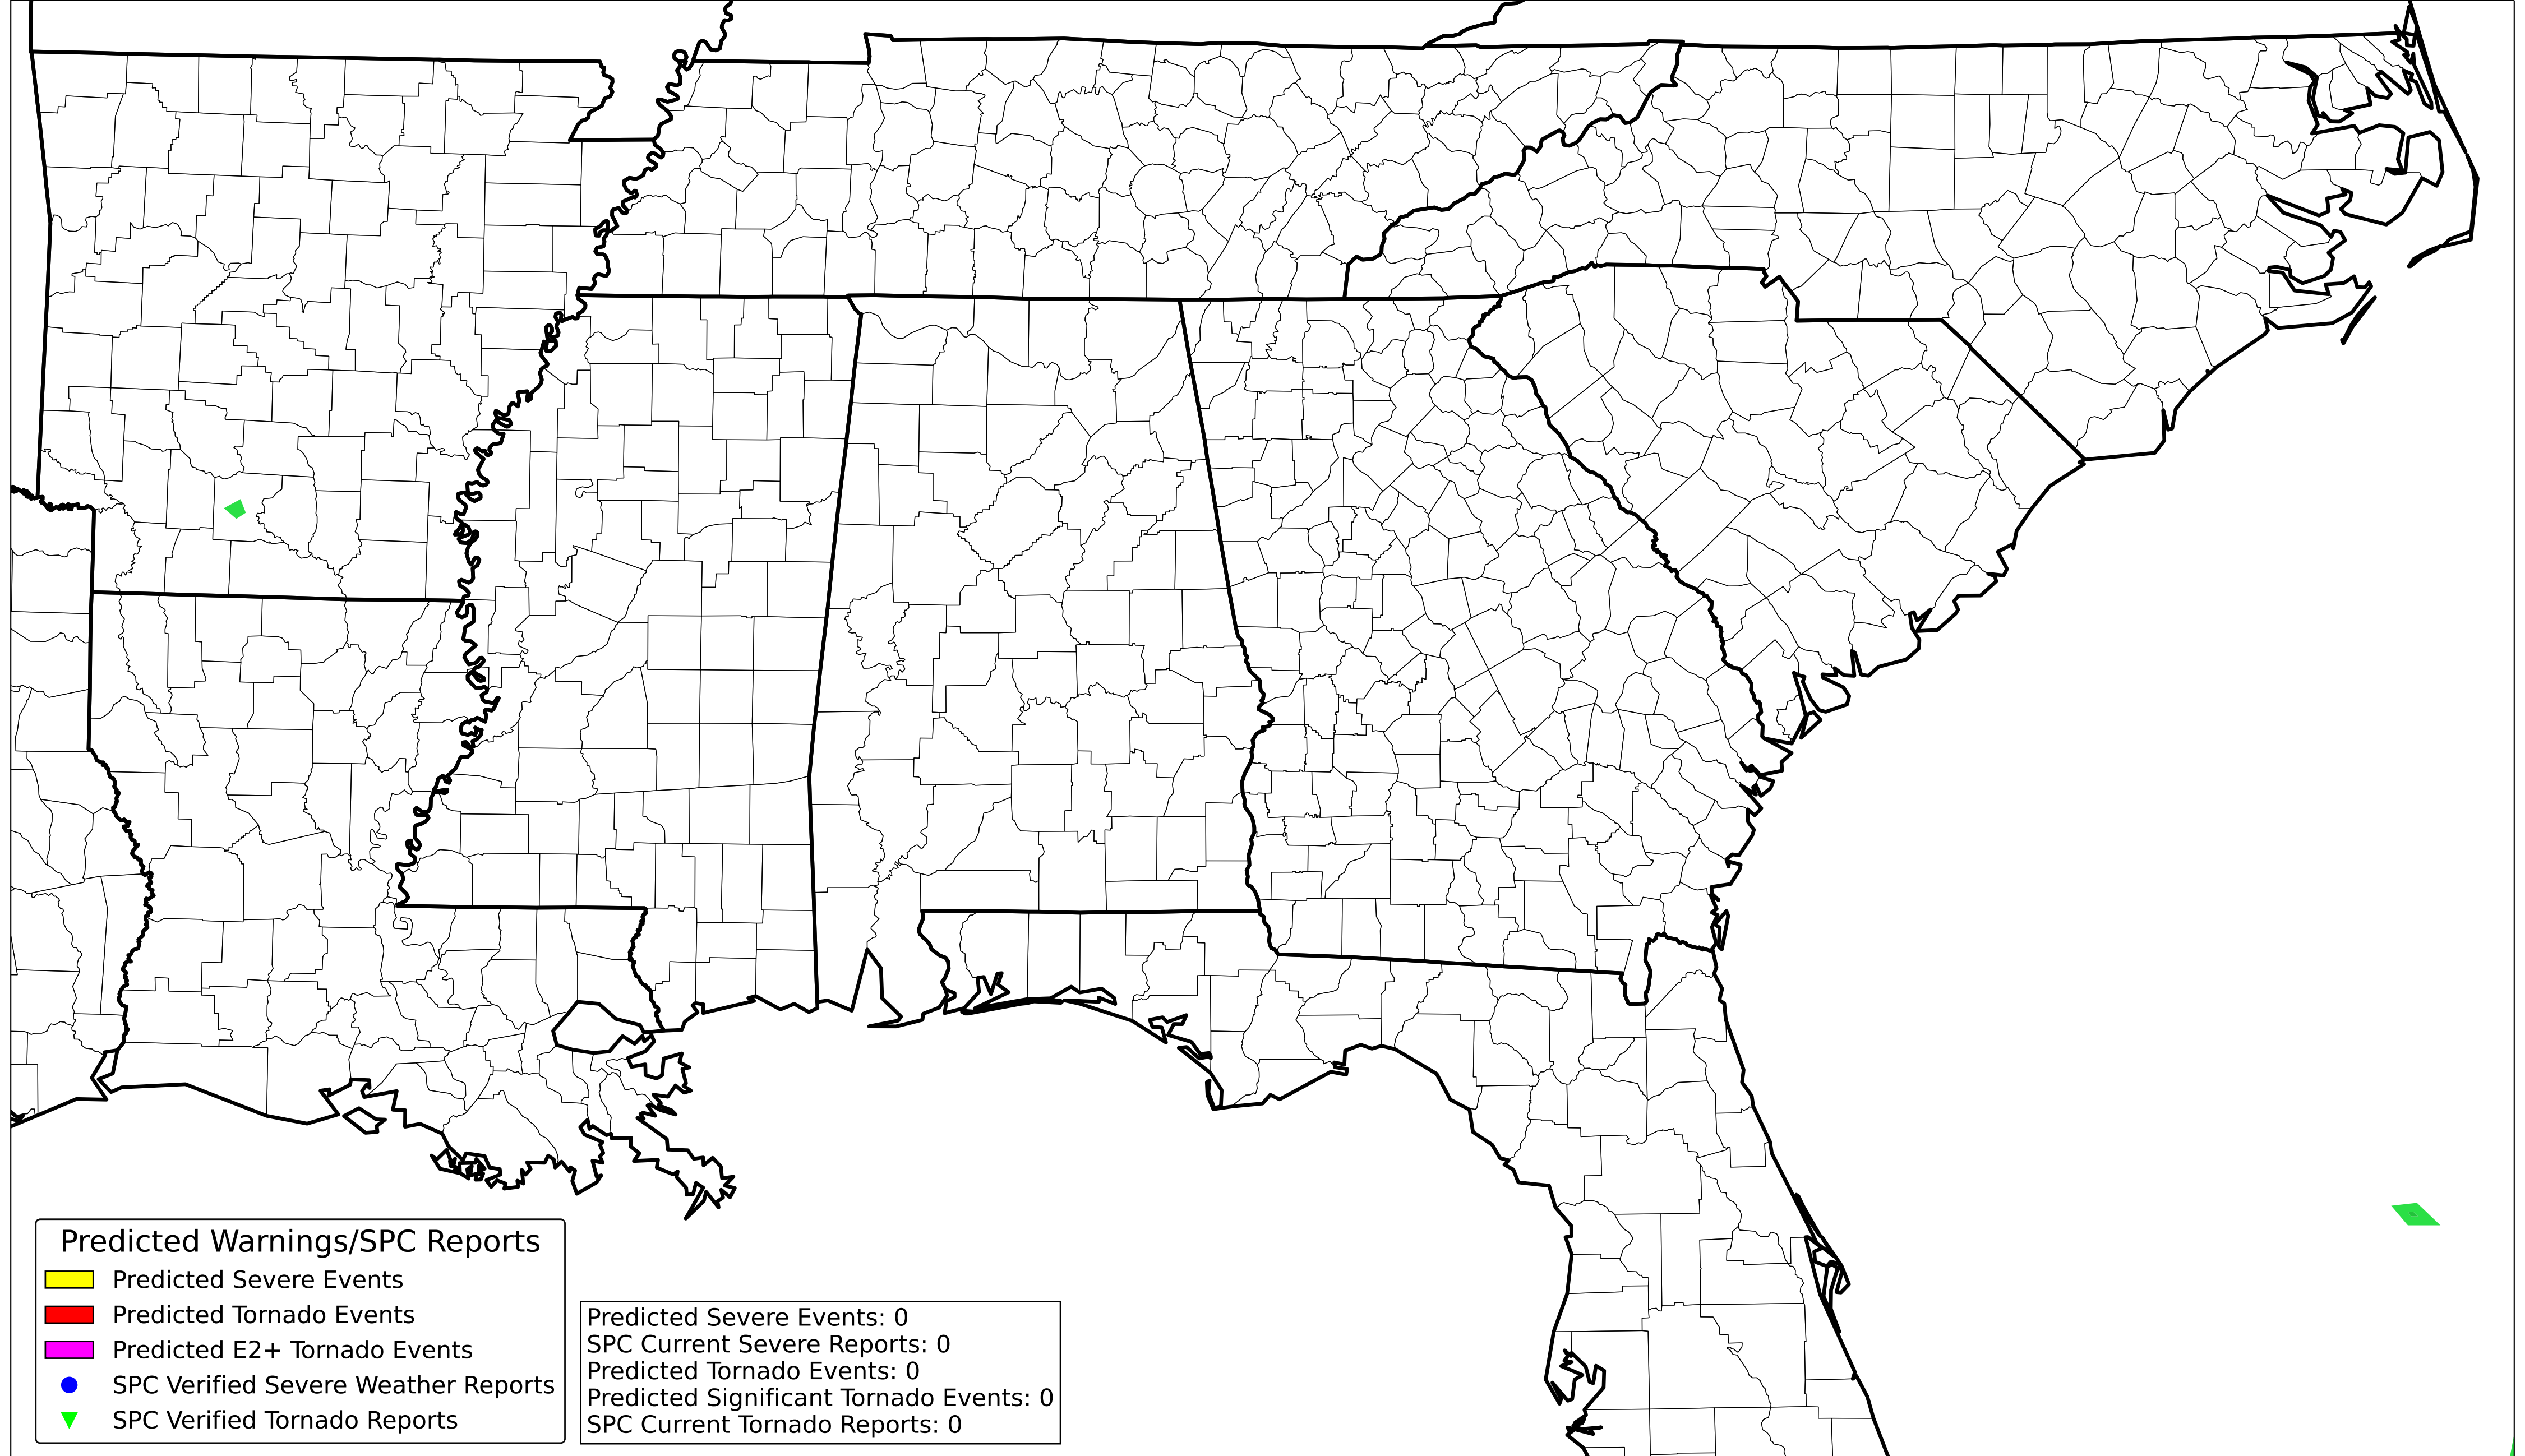 Predicted Warnings/SPC Reports
Predicted Severe Events
Predicted Tornado Events
Predicted E2+ Tornado Events
SPC Verified Severe Weather Reports
SPC Verified Tornado Reports
Predicted Severe Events: 0
SPC Current Severe Reports: 0
Predicted Tornado Events: 0
Predicted Significant Tornado Events: 0
SPC Current Tornado Reports: 0